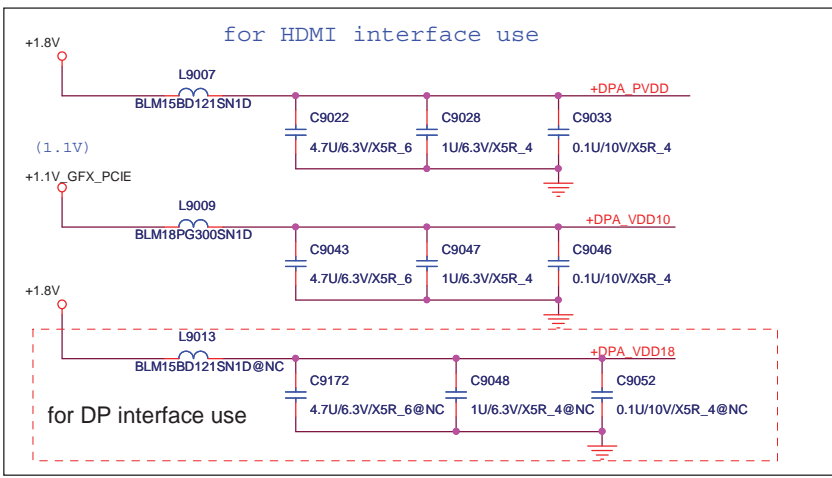 for HDMI interface use
+1.8V
L9007
BLM15BD121SN1D
+DPA_PVDD
C9022
C9028
C9033
4.7U/6.3V/X5R_6
1U/6.3V/X5R_4
0.1U/10V/X5R_4
(1.1V)
+1.1V_GFX_PCIE
L9009
BLM18PG300SN1D
+DPA_VDD10
C9043
C9047
C9046
4.7U/6.3V/X5R_6
1U/6.3V/X5R_4
0.1U/10V/X5R_4
+1.8V
L9013
BLM15BD121SN1D@NC
+DPA_VDD18
C9172
C9048
C9052
4.7U/6.3V/X5R_6@NC
1U/6.3V/X5R_4@NC
0.1U/10V/X5R_4@NC
for DP interface use